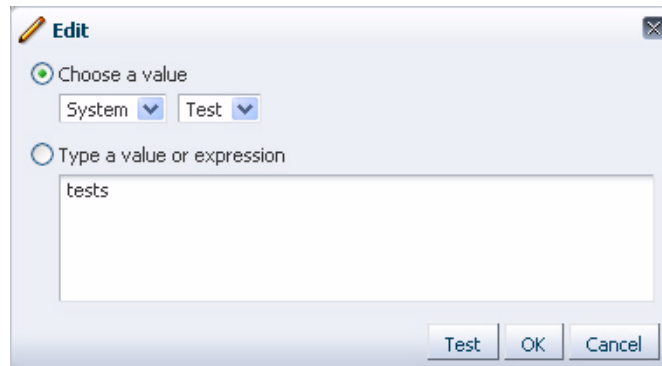 Edit
Choose a value
System Test
Type a value or expression
tests
Test OK Cancel